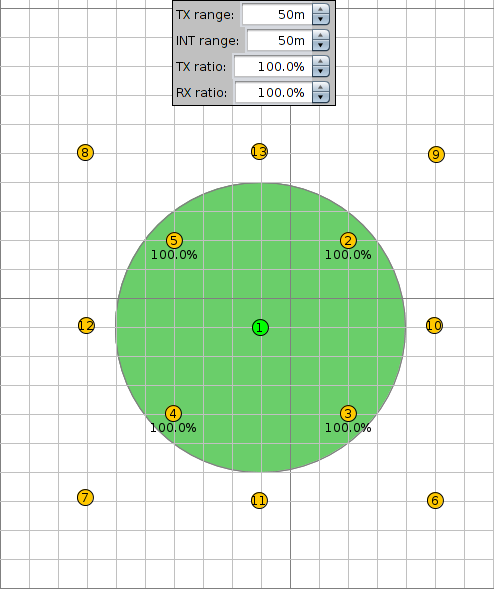 TX range: 50m
INT range: 50m
TX ratio: 100.0%
RX ratio: 100.0%
8 13 9
5 2
100.0% 100.0%
12 1 10
4 3
100.0% 100.0%
7 11 6